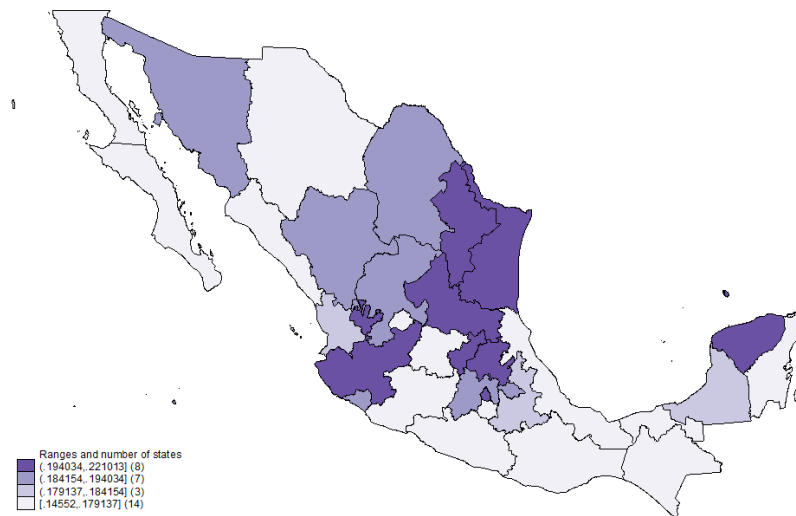 Ranges and number of states
(.194034,.221013] (8)
(.184154,.194034] (7)
(.179137,.184154] (3)
[.14552,.179137] (14)